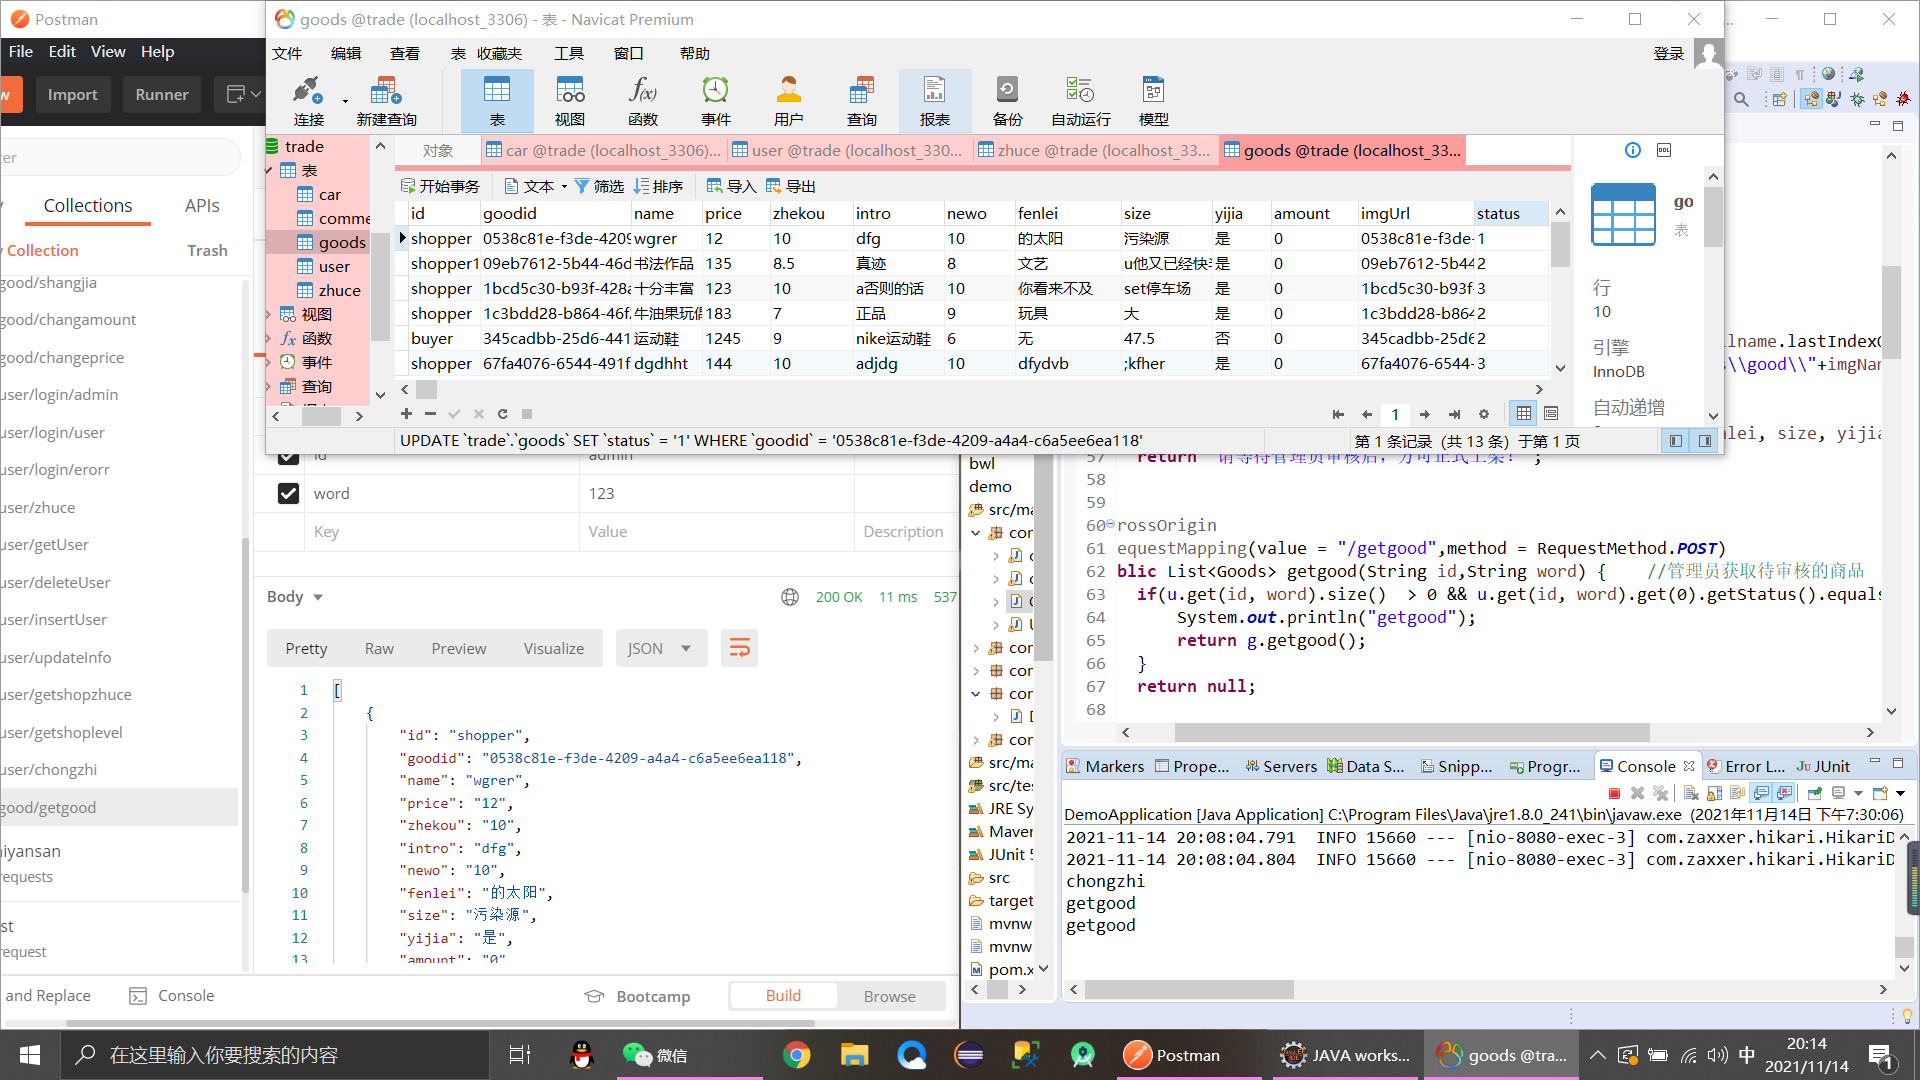 Postman
File Edit View Help
Import
Runner
Collections
APIs
Collection
Trash
good/shangjia
good/changamount
good/changeprice
user/login/admin
user/login/user
user/login/erorr
user/zhuce
user/getUser
user/deleteUser
user/insertUser
user/updateInfo
user/getshopzhuce
user/getshoplevel
user/chongzhi
good/getgood
iyansan
requests
st
request
and Replace
Console
goods @trade (localhost_3306) - 表 - Navicat Premium
文件 编辑 查看 表 收藏夹 工具 窗口 帮助
登录
连接 新建查询 表 视图 函数 事件 用户 查询 报表 备份 自动运行 模型
trade
表
car
comme
goods
user
zhuce
视图
函数
事件
查询
对象
car @trade (localhost_3306)...
user @trade (localhost_330...
zhuce @trade (localhost_33...
goods @trade (localhost_33...
开始事务 文本 筛选 排序 导入 导出
id goodid name price zhekou intro newo fenlei size yijia amount imgUrl status
shopper 0538c81e-f3de-4209 wgrer 12 10 dfg 10 的太阳 污染源 是 0 0538c81e-f3de- 1
shopper1 09eb7612-5b44-46d 书法作品 135 8.5 真迹 8 文艺 u他又已经快 是 0 09eb7612-5b44 2
shopper 1bcd5c30-b93f-428a 十分丰富 123 10 a否则的话 10 你看来不及 set停车场 是 0 1bcd5c30-b93f- 3
shopper 1c3bdd28-b864-46f 牛油果玩 183 7 正品 9 玩具 大 是 0 1c3bdd28-b864 2
buyer 345cadbb-25d6-441 运动鞋 1245 9 nike运动鞋 6 无 47.5 否 0 345cadbb-25d6 2
shopper 67fa4076-6544-491f dgdhht 144 10 adjdg 10 dfydvb ;kfher 是 0 67fa4076-6544- 3
1
UPDATE `trade`.`goods` SET `status` = '1' WHERE `goodid` = '0538c81e-f3de-4209-a4a4-c6a5ee6ea118'
第 1 条记录 (共 13 条) 于第 1 页
go
表
行
10
引擎
InnoDB
自动递增
id admin
word 123
Key Value Description
Body
200 OK 11 ms 537
Pretty Raw Preview Visualize JSON
1 [
2 {
3 "id": "shopper",
4 "goodid": "0538c81e-f3de-4209-a4a4-c6a5ee6ea118",
5 "name": "wgrer",
6 "price": "12",
7 "zhekou": "10",
8 "intro": "dfg",
9 "newo": "10",
10 "fenlei": "的太阳",
11 "size": "污染源",
12 "yijia": "是",
13 "amount": "0"
Bootcamp
Build
Browse
bwl
demo
src/ma
con
con
con
con
con
src/ma
src/tes
JRE Sy
Maven
JUnit 5
src
target
mvnw
mvnw
pom.x
llname.lastIndexO
s\\good\\"+imgNam
nlei, size, yijia
57 return "请等待管理员审核后，方可正式上架！";
58
59
60 rossOrigin
61 equestMapping(value = "/getgood",method = RequestMethod.POST)
62 blic List<Goods> getgood(String id,String word) { //管理员获取待审核的商品
63 if(u.get(id, word).size() > 0 && u.get(id, word).get(0).getStatus().equals
64 System.out.println("getgood");
65 return g.getgood();
66 }
67 return null;
68
Markers Prope... Servers Data S... Snipp... Progr... Console Error L... JUnit
DemoApplication [Java Application] C:\Program Files\Java\jre1.8.0_241\bin\javaw.exe (2021年11月14日 下午7:30:06)
2021-11-14 20:08:04.791 INFO 15660 --- [nio-8080-exec-3] com.zaxxer.hikari.HikariD
2021-11-14 20:08:04.804 INFO 15660 --- [nio-8080-exec-3] com.zaxxer.hikari.HikariD
chongzhi
getgood
getgood
在这里输入你要搜索的内容
微信
Postman
JAVA works...
goods @tra...
中
20:14
2021/11/14
1